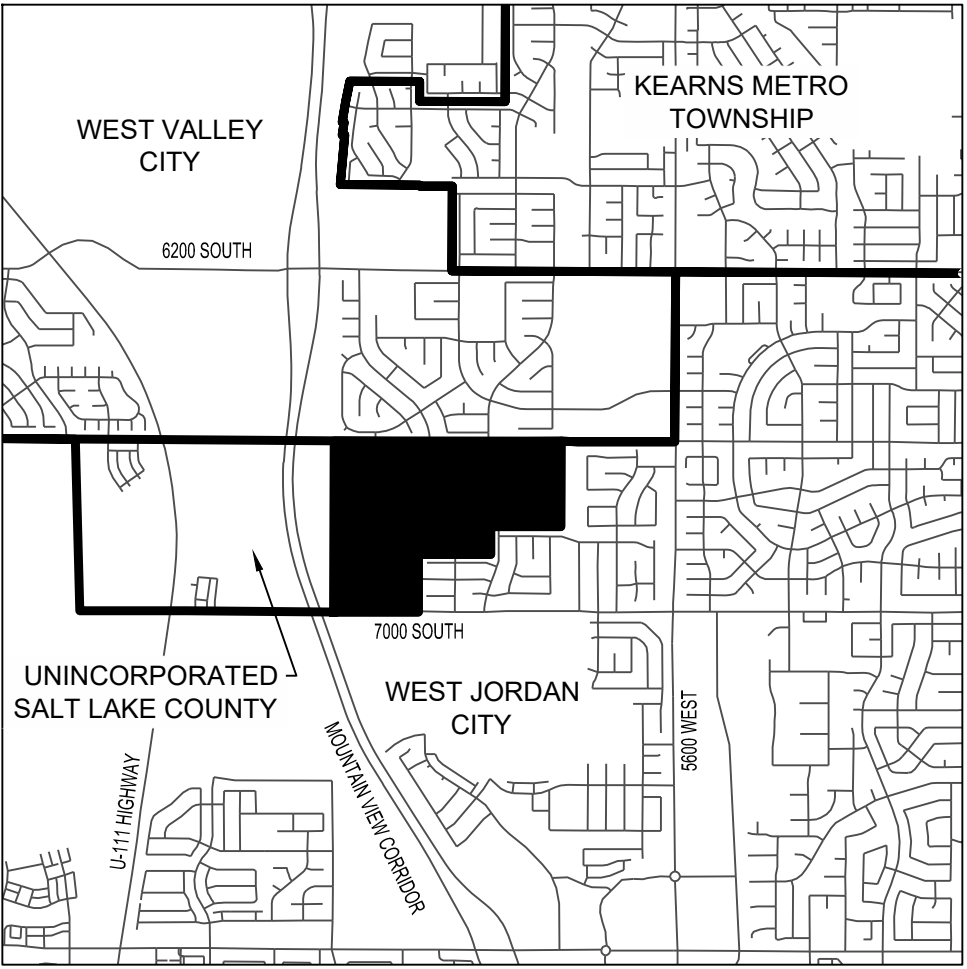 KEARNS METRO
TOWNSHIP
WEST VALLEY
CITY
6200 SOUTH
7000 SOUTH
UNINCORPORATED
SALT LAKE COUNTY
WEST JORDAN
CITY
5600 WEST
MOUNTAIN VIEW CORRIDOR
U-111 HIGHWAY